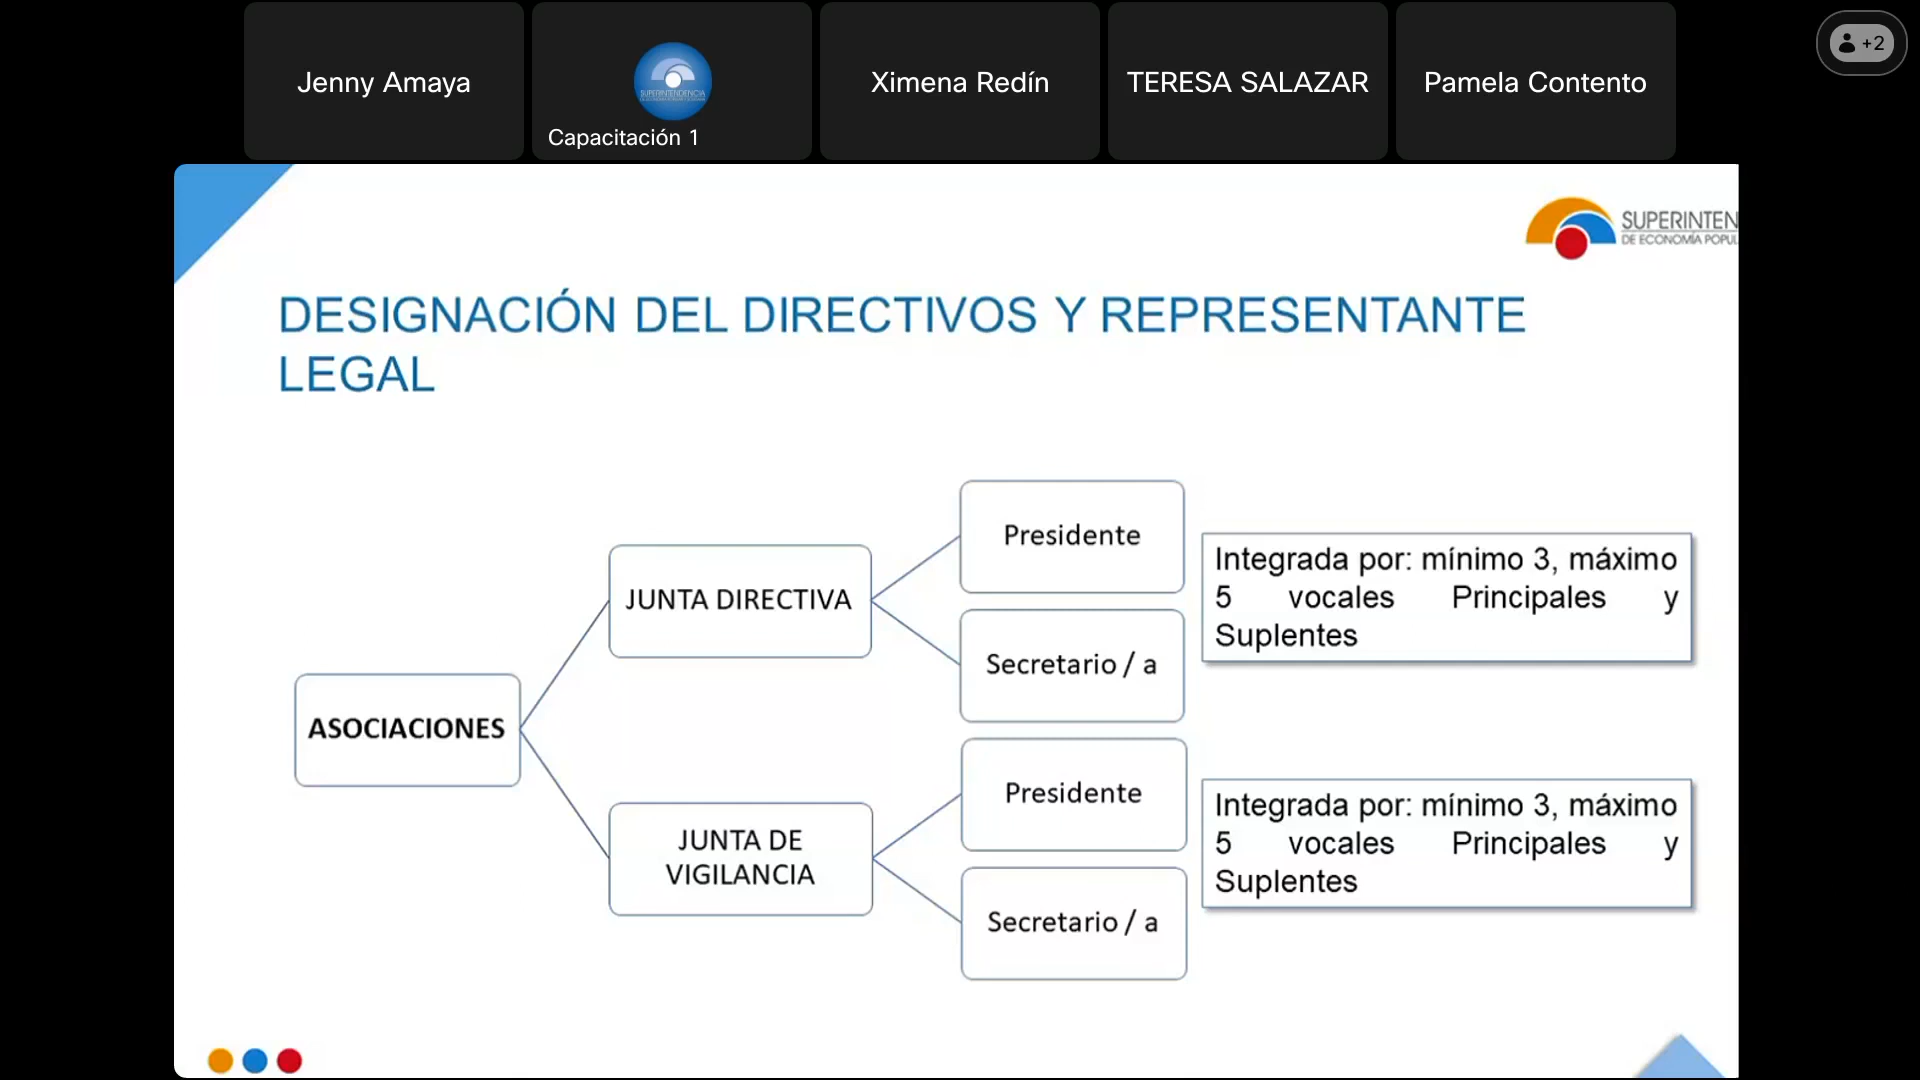 Jenny Amaya
Capacitación 1
Ximena Redín
TERESA SALAZAR
Pamela Contento
+2
SUPERINTEN
DE ECONOMÍA POPUL
DESIGNACIÓN DEL DIRECTIVOS Y REPRESENTANTE
LEGAL
ASOCIACIONES
JUNTA DIRECTIVA
Presidente
Secretario / a
Integrada por: mínimo 3, máximo
5 vocales Principales y
Suplentes
JUNTA DE
VIGILANCIA
Presidente
Secretario / a
Integrada por: mínimo 3, máximo
5 vocales Principales y
Suplentes